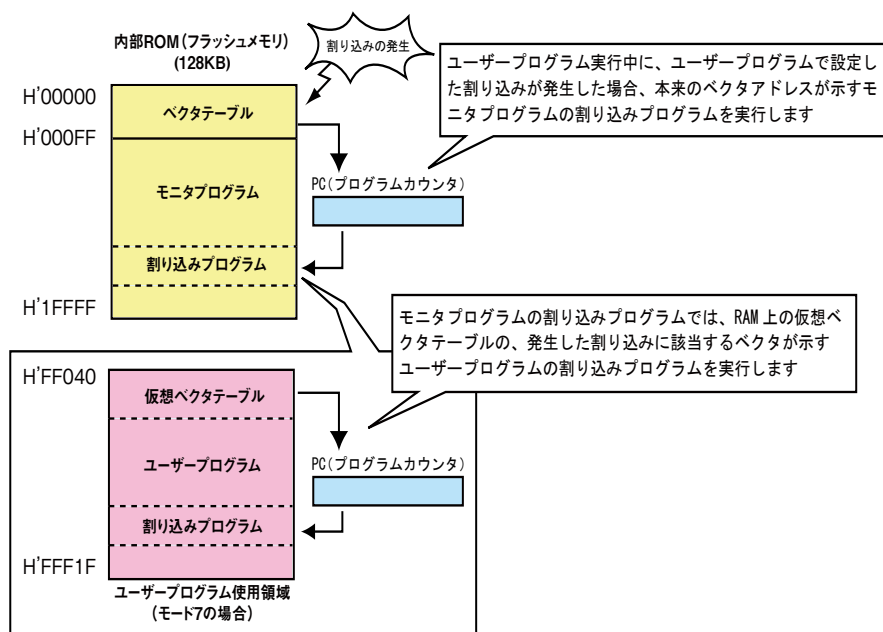 内部ROM(フラッシュメモリ)
(128KB)
割り込みの発生
ユーザープログラム実行中に、ユーザープログラムで設定し
た割り込みが発生した場合、本来のベクタアドレスが示すモ
ニタプログラムの割り込みプログラムを実行します
H'00000
ベクタテーブル
H'000FF
モニタプログラム
PC(プログラムカウンタ)
割り込みプログラム
H'1FFFF
モニタプログラムの割り込みプログラムでは、RAM上の仮想ベ
クタテーブルの、発生した割り込みに該当するベクタが示す
ユーザープログラムの割り込みプログラムを実行します
H'FF040
仮想ベクタテーブル
ユーザープログラム
PC(プログラムカウンタ)
割り込みプログラム
H'FFF1F
ユーザープログラム使用領域
(モード7の場合)